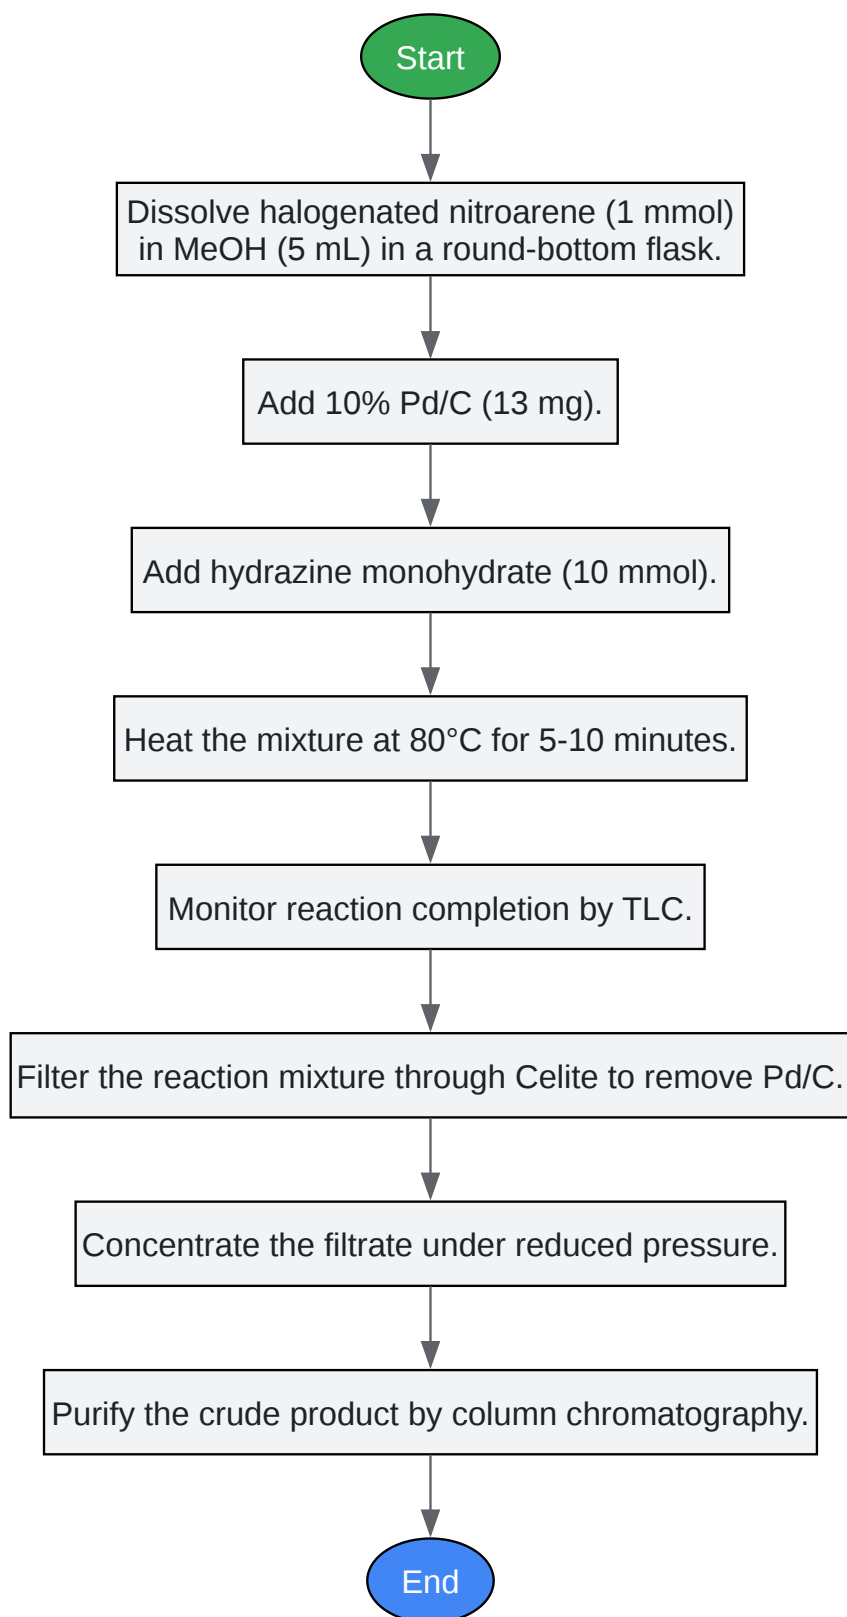 Start
Dissolve halogenated nitroarene (1 mmol)
in MeOH (5 mL) in a round-bottom flask.
Add 10% Pd/C (13 mg).
Add hydrazine monohydrate (10 mmol).
Heat the mixture at 80°C for 5-10 minutes.
Monitor reaction completion by TLC.
Filter the reaction mixture through Celite to remove Pd/C.
Concentrate the filtrate under reduced pressure.
Purify the crude product by column chromatography.
End